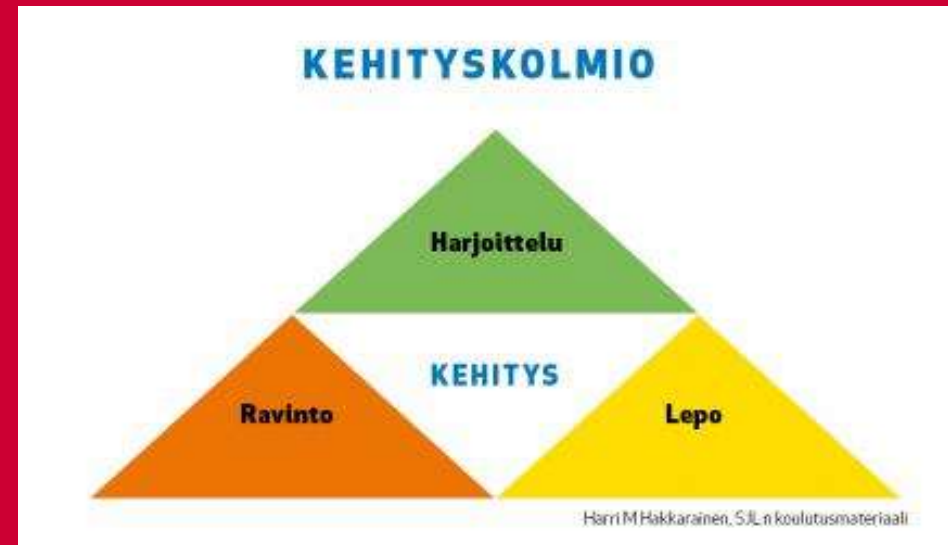 KEHITYSKOLMIO
Harjoittelu
KEHITYS
Ravinto
Lepo
Harri M Hakkarainen, SJL:n koulutusmateriaali